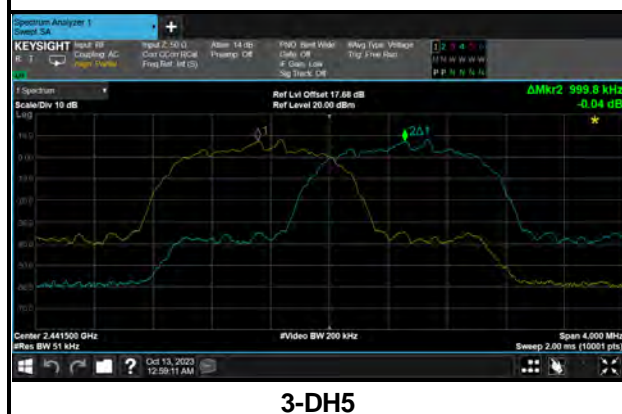 Spectrum Analyzer 1
Swept SA
+
KEYSIGHT Input: RF Input Z: 50 Ω Atten: 14 dB PNO: Best Wide #Avg Type: Voltage 1 2 3 4 5 6
R T Coupling: AC Corr CCorr RCal Preamp: Off Gate: Off Trig: Free Run M W W W W W
Align: Partial Freq Ref: Int (S) IF Gain: Low
Sig Track: Off P P N N N N
1 Spectrum Ref Lvl Offset 17.68 dB ΔMkr2 999.8 kHz
Scale/Div 10 dB Ref Level 20.00 dBm -0.04 dB
Log
1
2Δ1
Center 2.441500 GHz #Video BW 200 kHz Span 4.000 MHz
#Res BW 51 kHz Sweep 2.00 ms (10001 pts)
? Oct 13, 2023
12:59:11 AM
3-DH5